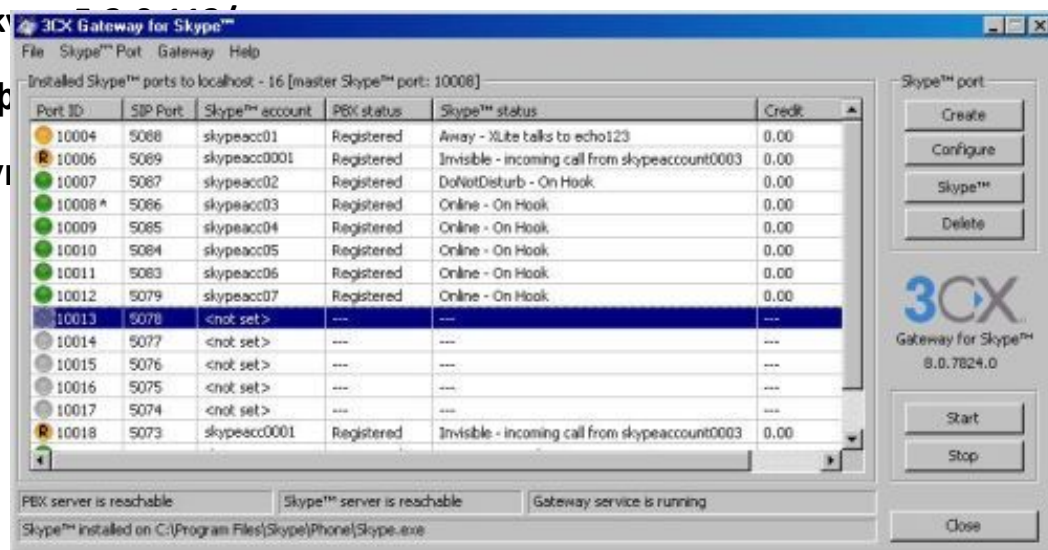 3CX Gateway for Skype™
File Skype™ Port Gateway Help
Installed Skype™ ports to localhost - 16 [master Skype™ port: 10008]
Port ID SIP Port Skype™ account PBX status Skype™ status Credit
10004 5088 skypeacc01 Registered Away - XLite talks to echo123 0.00
R 10006 5089 skypeacc0001 Registered Invisible - incoming call from skypeaccount0003 0.00
10007 5087 skypeacc02 Registered DoNotDisturb - On Hook 0.00
10008 * 5086 skypeacc03 Registered Online - On Hook 0.00
10009 5085 skypeacc04 Registered Online - On Hook 0.00
10010 5084 skypeacc05 Registered Online - On Hook 0.00
10011 5083 skypeacc06 Registered Online - On Hook 0.00
10012 5079 skypeacc07 Registered Online - On Hook 0.00
10013 5078 <not set> --- --- ---
10014 5077 <not set> --- --- ---
10015 5076 <not set> --- --- ---
10016 5075 <not set> --- --- ---
10017 5074 <not set> --- --- ---
R 10018 5073 skypeacc0001 Registered Invisible - incoming call from skypeaccount0003 0.00
Skype™ port
Create
Configure
Skype™
Delete
3CX
Gateway for Skype™
8.0.7824.0
Start
Stop
PBX server is reachable Skype™ server is reachable Gateway service is running
Skype™ installed on C:\Program Files\Skype\Phone\Skype.exe
Close